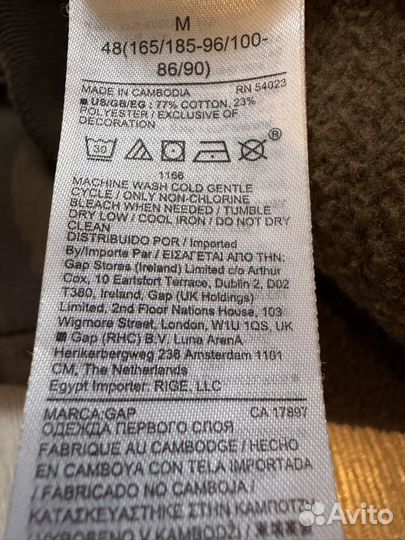 M
48(165/185-96/100-
86/90)
MADE IN CAMBODIA RN 54023
US/GB/EG: 77% COTTON, 23%
POLYESTER / EXCLUSIVE OF
DECORATION
30
®
1166
MACHINE WASH COLD GENTLE
CYCLE / ONLY NON-CHLORINE
BLEACH WHEN NEEDED / TUMBLE
DRY LOW / COOL IRON / DO NOT DRY
CLEAN
DISTRIBUIDO POR / Imported
By/Importe Par / ΕΙΣΑΓΕΤΑΙ ΑΠΟ ΤΗΝ:
Gap Stores (Ireland) Limited c/o Arthur
Cox, 10 Earlsfort Terrace, Dublin 2, D02
T380, Ireland, Gap (UK Holdings)
Limited, 2nd Floor Nations House, 103
Wigmore Street, London, W1U 1QS, UK
Gap (RHC) B.V. Luna ArenA
Herikerbergweg 238 Amsterdam 1101
CM, The Netherlands
Egypt Importer: RIGE, LLC
MARCA:GAP CA 17897
ОДЕЖДА ПЕРВОГО СЛОЯ
FABRIQUÉ AU CAMBODGE / HECHO
EN CAMBOYA CON TELA IMPORTADA
/ FABRICADO NO CAMBOJA /
ΚΑΤΑΣΚΕΥΑΣΤΗΚΕ ΣΤΗΝ ΚΑΜΠΟΤΖΗ
/ WYROBIONO V KAMBODŻI /
Avito